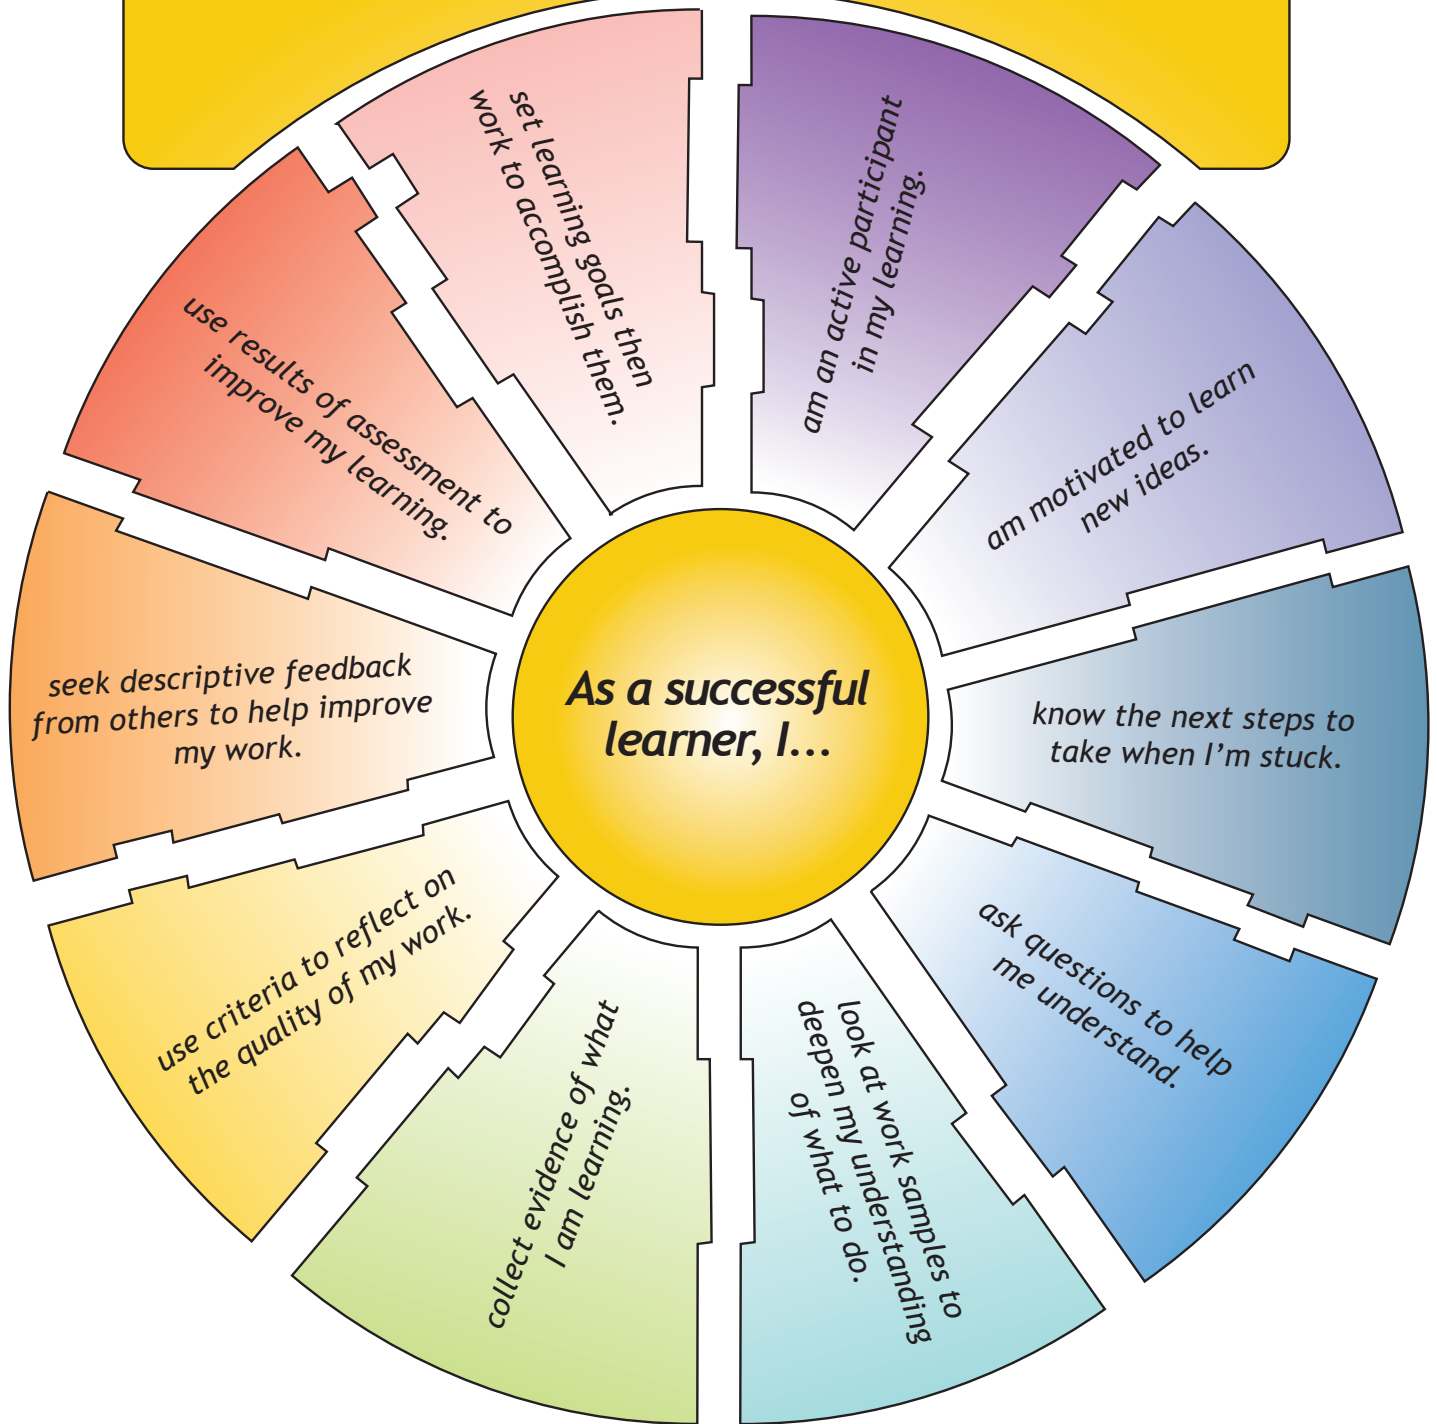 As a successful
learner, I...
am an active participant
in my learning.
am motivated to learn
new ideas.
know the next steps to
take when I’m stuck.
ask questions to help
me understand.
look at work samples to
deepen my understanding
of what to do.
collect evidence of what
I am learning.
use criteria to reflect on
the quality of my work.
seek descriptive feedback
from others to help improve
my work.
use results of assessment to
improve my learning.
set learning goals then
work to accomplish them.